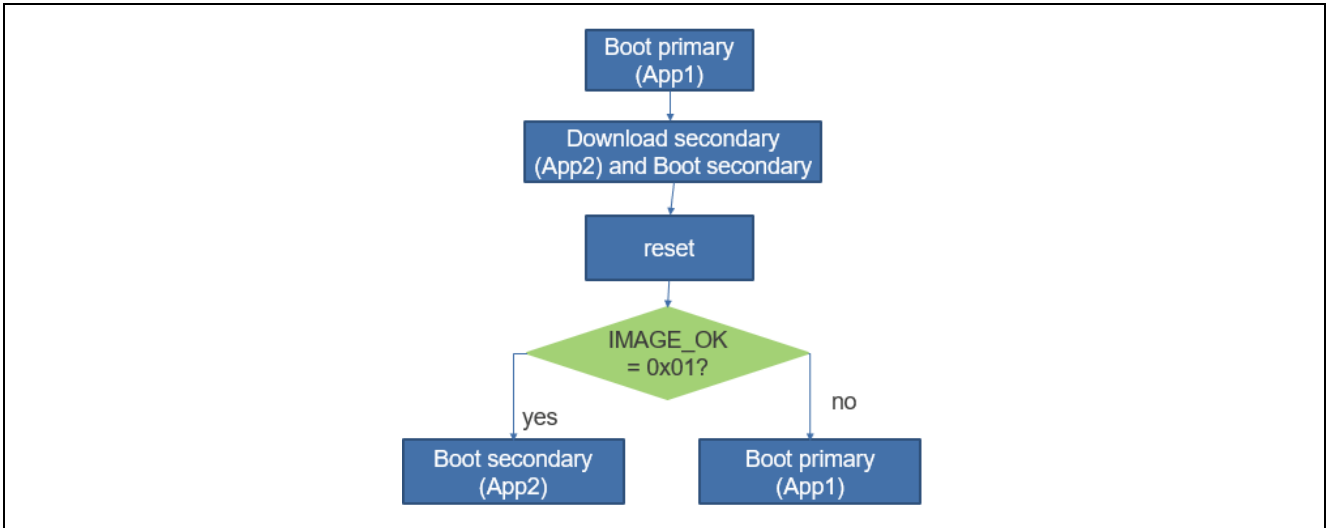 Boot primary
(App1)
Download secondary
(App2) and Boot secondary
reset
IMAGE_OK
= 0x01?
yes
no
Boot secondary
(App2)
Boot primary
(App1)